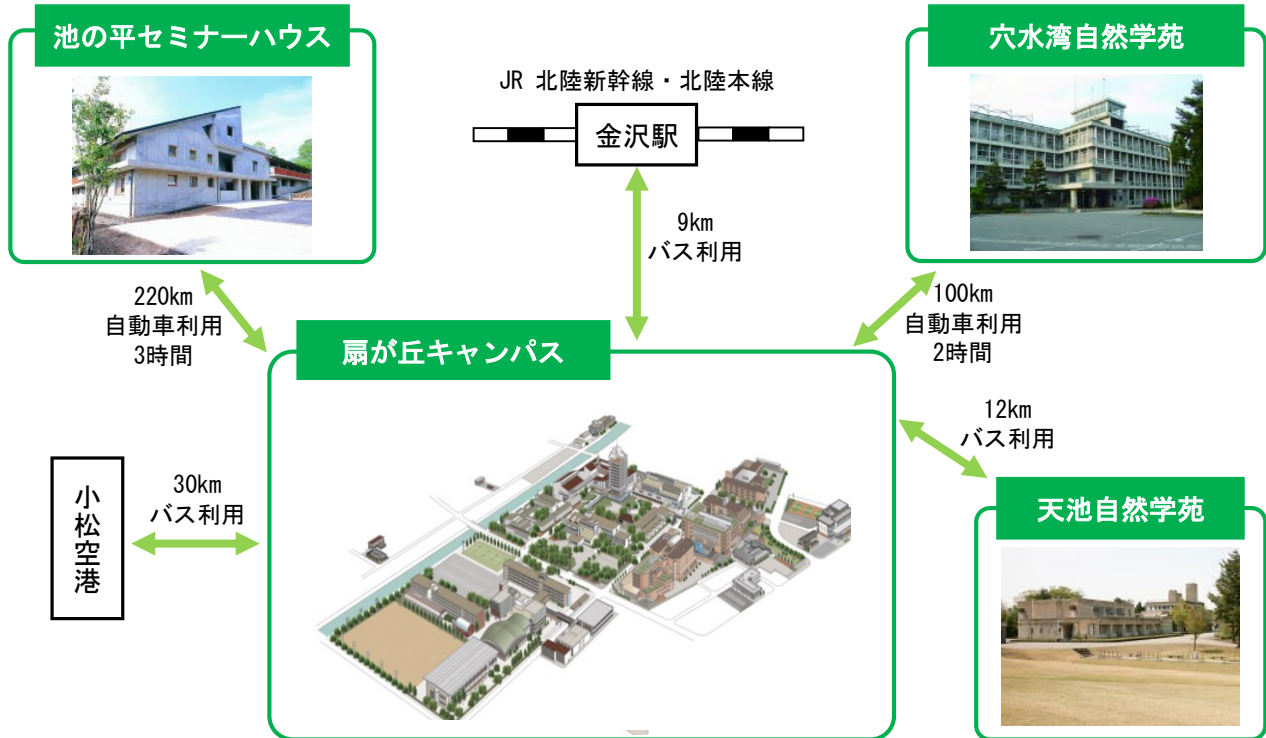 池の平セミナーハウス
JR 北陸新幹線・北陸本線
金沢駅
穴水湾自然学苑
9km
バス利用
220km
自動車利用
3時間
100km
自動車利用
2時間
扇が丘キャンパス
12km
バス利用
小松空港
30km
バス利用
天池自然学苑